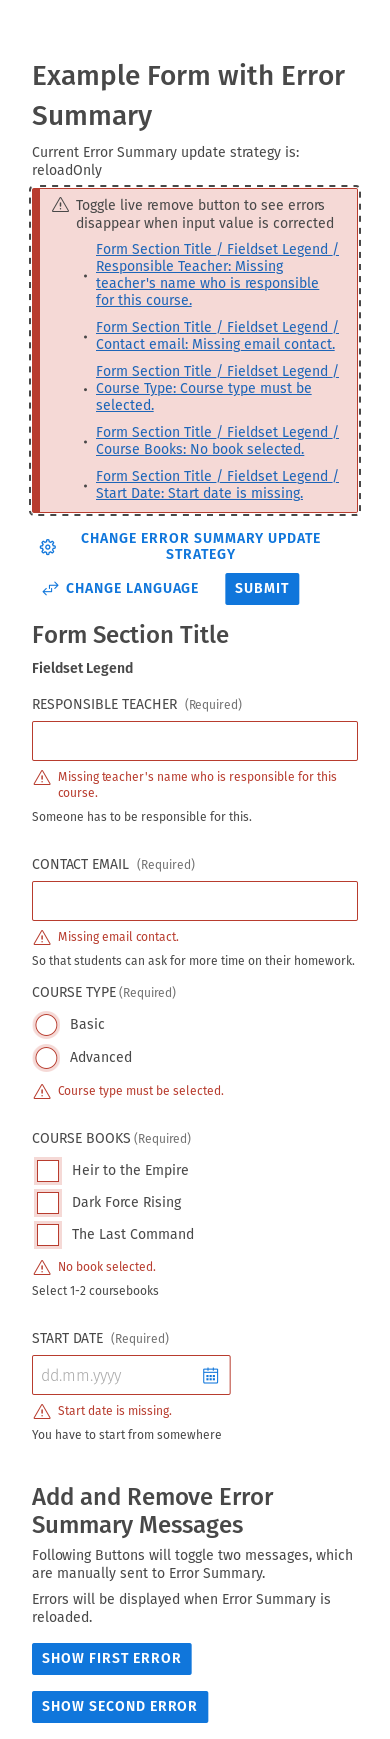 Example Form with Error
Summary
Current Error Summary update strategy is:
reloadOnly
Toggle live remove button to see errors
disappear when input value is corrected
Form Section Title / Fieldset Legend /
Responsible Teacher: Missing
teacher's name who is responsible
for this course.
Form Section Title / Fieldset Legend /
Contact email: Missing email contact.
Form Section Title / Fieldset Legend /
Course Type: Course type must be
selected.
Form Section Title / Fieldset Legend /
Course Books: No book selected.
Form Section Title / Fieldset Legend /
Start Date: Start date is missing.
CHANGE ERROR SUMMARY UPDATE
STRATEGY
CHANGE LANGUAGE SUBMIT
Form Section Title
Fieldset Legend
RESPONSIBLE TEACHER (Required)
Missing teacher's name who is responsible for this
course.
Someone has to be responsible for this.
CONTACT EMAIL (Required)
Missing email contact.
So that students can ask for more time on their homework.
COURSE TYPE (Required)
Basic
Advanced
Course type must be selected.
COURSE BOOKS (Required)
Heir to the Empire
Dark Force Rising
The Last Command
No book selected.
Select 1-2 coursebooks
START DATE (Required)
dd.mm.yyyy
Start date is missing.
You have to start from somewhere
Add and Remove Error
Summary Messages
Following Buttons will toggle two messages, which
are manually sent to Error Summary.
Errors will be displayed when Error Summary is
reloaded.
SHOW FIRST ERROR
SHOW SECOND ERROR